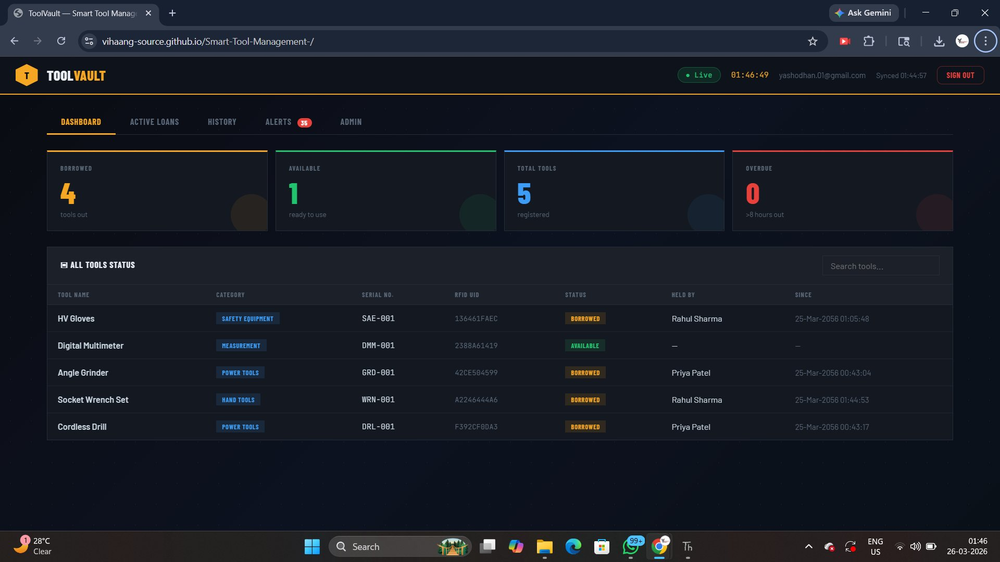 ToolVault — Smart Tool Manag
Ask Gemini
vihaang-source.github.io/Smart-Tool-Management-/
T
TOOLVAULT
● Live
01:46:49
yashodhan.01@gmail.com
Synced 01:44:57
SIGN OUT
DASHBOARD
ACTIVE LOANS
HISTORY
ALERTS 35
ADMIN
BORROWED
4
tools out
AVAILABLE
1
ready to use
TOTAL TOOLS
5
registered
OVERDUE
0
>8 hours out
ALL TOOLS STATUS
Search tools...
TOOL NAME CATEGORY SERIAL NO. RFID UID STATUS HELD BY SINCE
HV Gloves SAFETY EQUIPMENT SAE-001 136461FAEC BORROWED Rahul Sharma 25-Mar-2056 01:05:48
Digital Multimeter MEASUREMENT DMM-001 2388A61419 AVAILABLE — —
Angle Grinder POWER TOOLS GRD-001 42CE504599 BORROWED Priya Patel 25-Mar-2056 00:43:04
Socket Wrench Set HAND TOOLS WRN-001 A2246444A6 BORROWED Rahul Sharma 25-Mar-2056 01:44:53
Cordless Drill POWER TOOLS DRL-001 F392CF0DA3 BORROWED Priya Patel 25-Mar-2056 00:43:17
1
28°C
Clear
Search
99+
Th
ENG
US
01:46
26-03-2026